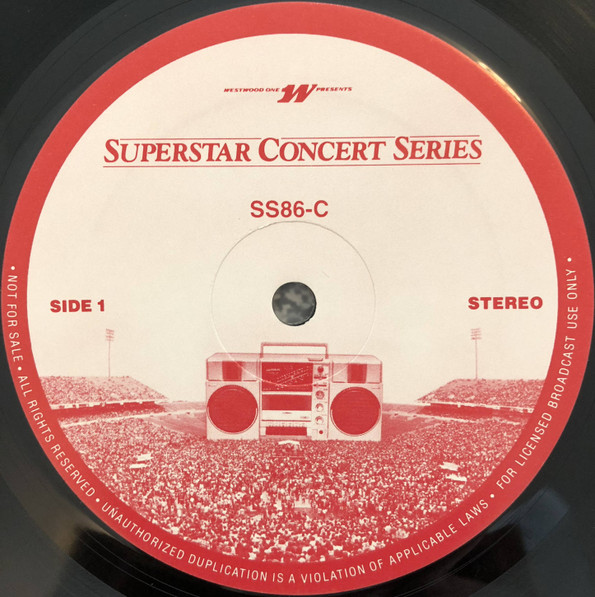 WESTWOOD ONE W PRESENTS
SUPERSTAR CONCERT SERIES
SS86-C
SIDE 1
STEREO
• NOT FOR SALE • ALL RIGHTS RESERVED • UNAUTHORIZED DUPLICATION IS A VIOLATION OF APPLICABLE LAWS • FOR LICENSED BROADCAST USE ONLY •